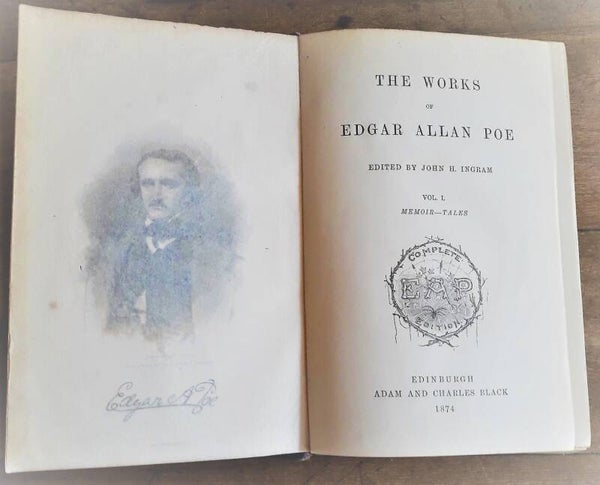 Edgar A Poe
THE WORKS
OF
EDGAR ALLAN POE
EDITED BY JOHN H. INGRAM
VOL. I.
MEMOIR—TALES
COMPLETE
EAP
EDITION.
EDINBURGH
ADAM AND CHARLES BLACK
1874